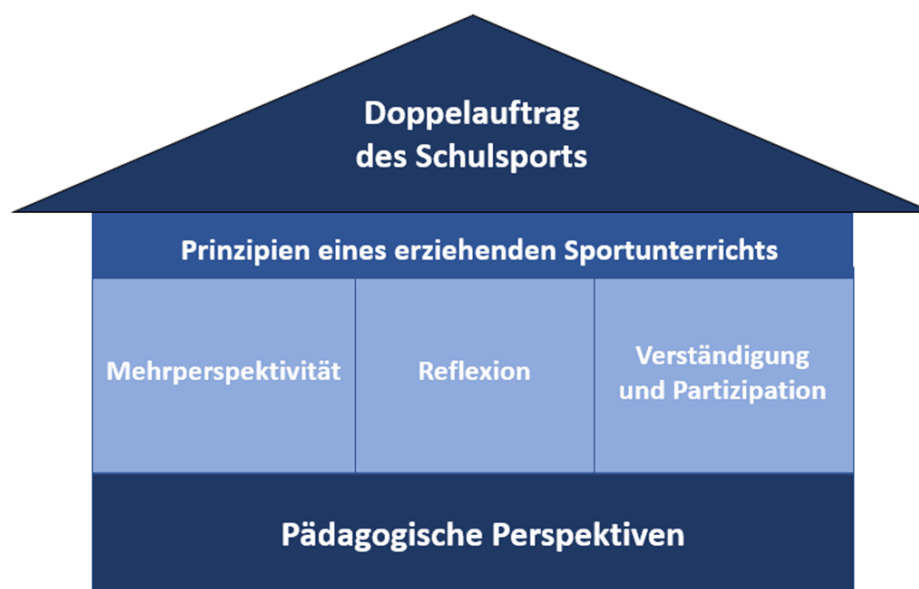 Doppelauftrag
des Schulsports
Prinzipien eines erziehenden Sportunterrichts
Mehrperspektivität
Reflexion
Verständigung
und Partizipation
Pädagogische Perspektiven